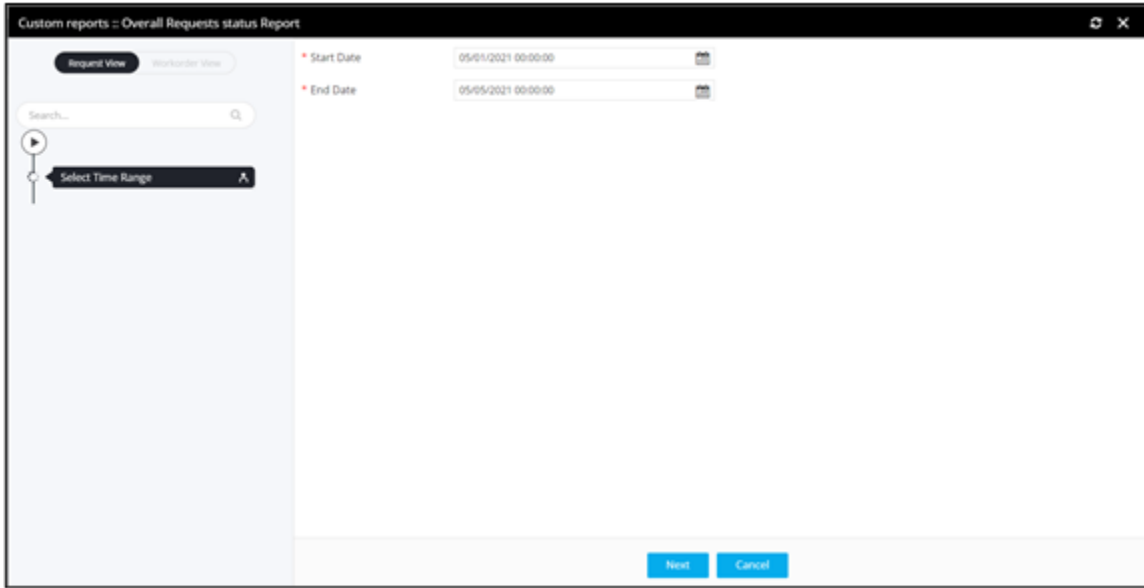 Custom reports :: Overall Requests status Report
Request View
Workorder View
Search...
Select Time Range
* Start Date
05/01/2021 00:00:00
* End Date
05/05/2021 00:00:00
Next
Cancel